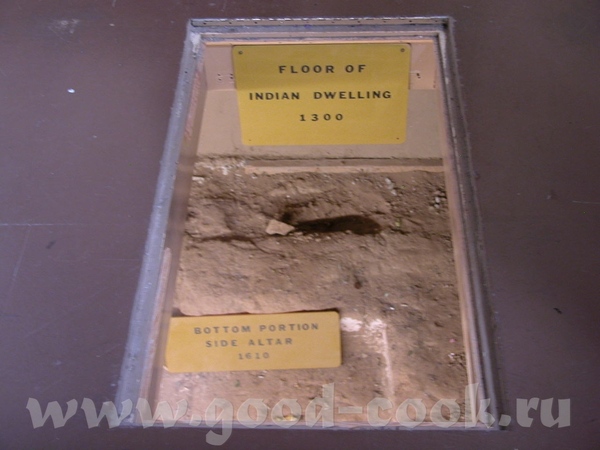 FLOOR OF
INDIAN DWELLING
1300
BOTTOM PORTION
SIDE ALTAR
1610
www.good-cook.ru